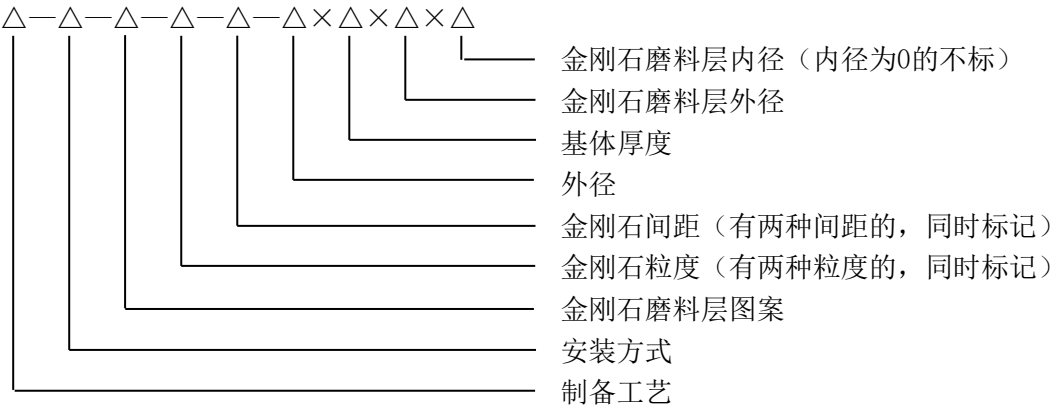 △—△—△—△—△—△×△×△×△
金刚石磨料层内径（内径为0的不标）
金刚石磨料层外径
基体厚度
外径
金刚石间距（有两种间距的，同时标记）
金刚石粒度（有两种粒度的，同时标记）
金刚石磨料层图案
安装方式
制备工艺